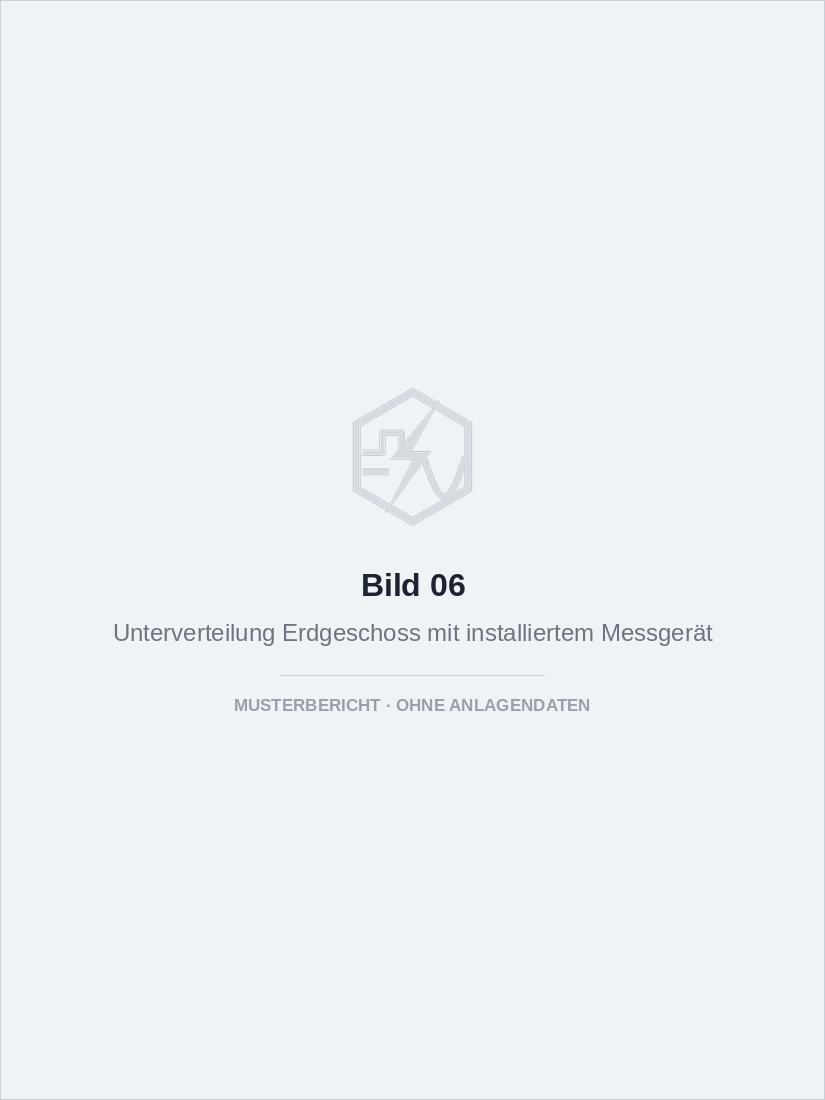 Bild 06
Unterverteilung Erdgeschoss mit installiertem Messgerät
MUSTERBERICHT · OHNE ANLAGENDATEN